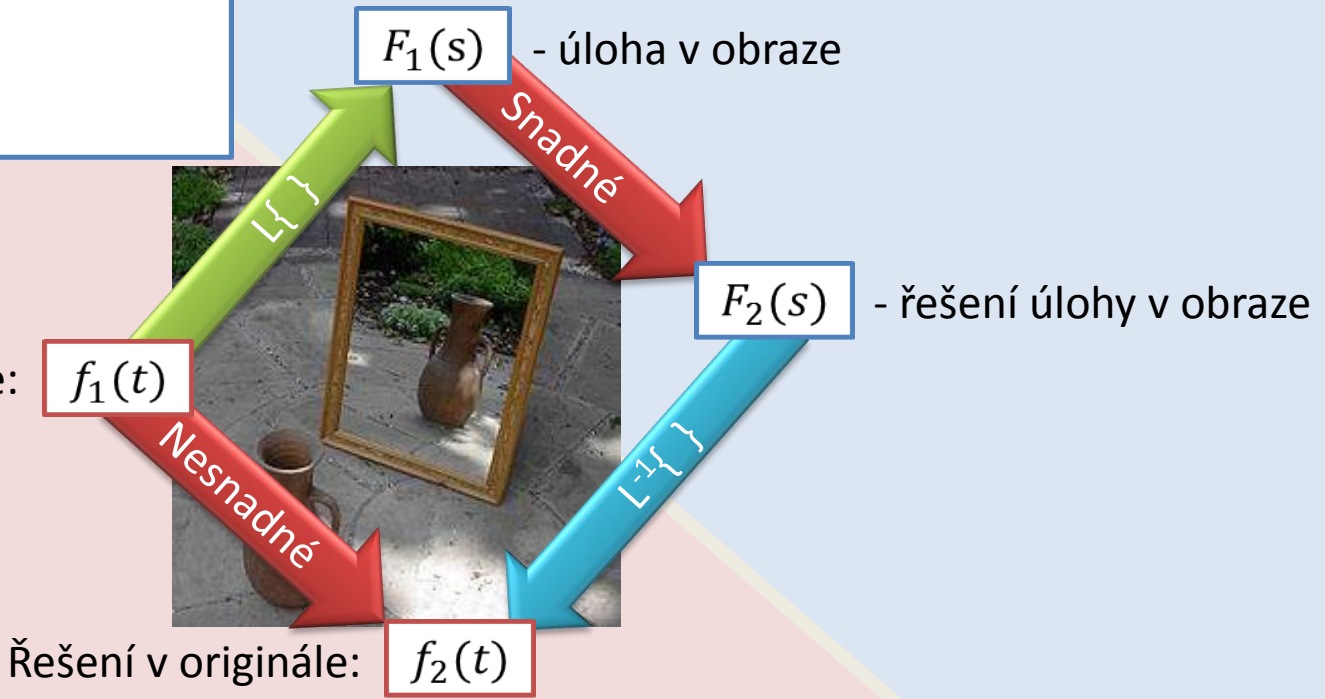 F₁(s) - úloha v obraze
Snadné
L{ }
F₂(s) - řešení úlohy v obraze
e: f₁(t)
Nesnadné
L⁻¹{ }
Řešení v originále: f₂(t)